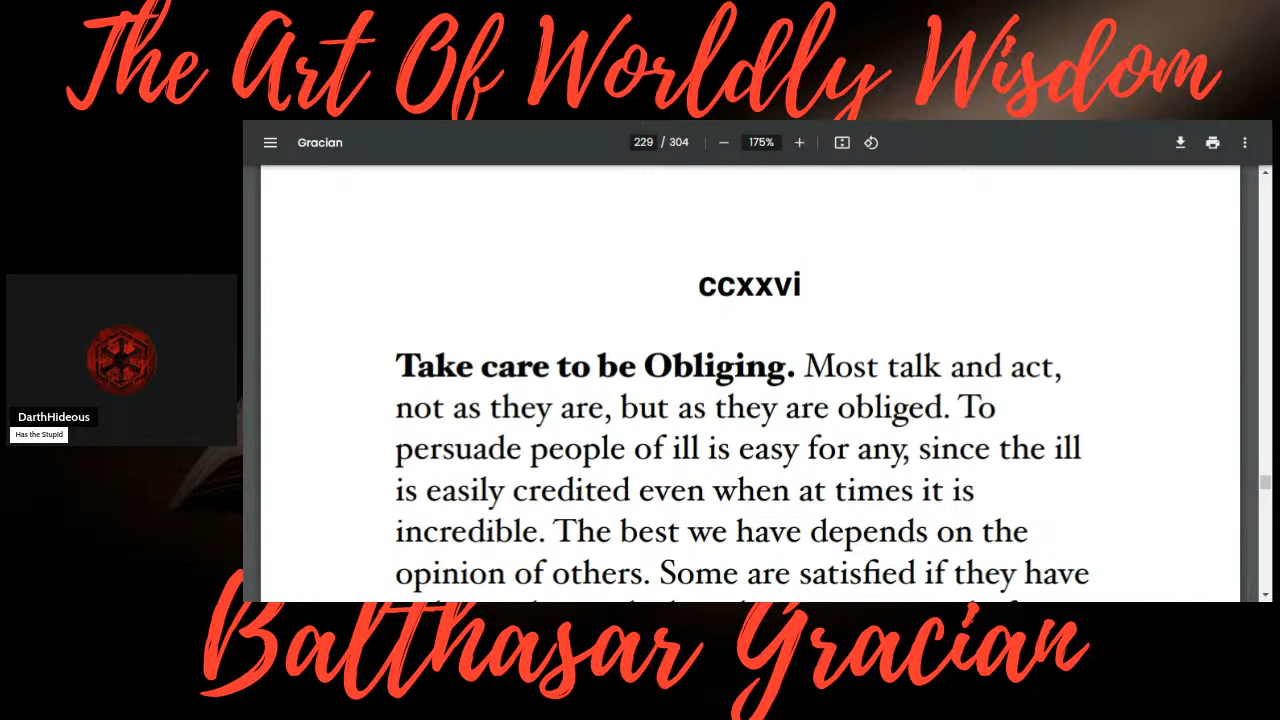 The Art Of Worldly Wisdom
Gracian
229 / 304
175%
ccxxvi
Take care to be Obliging. Most talk and act,
not as they are, but as they are obliged. To
persuade people of ill is easy for any, since the ill
is easily credited even when at times it is
incredible. The best we have depends on the
opinion of others. Some are satisfied if they have
DarthHideous
Has the Stupid
Balthasar Gracian